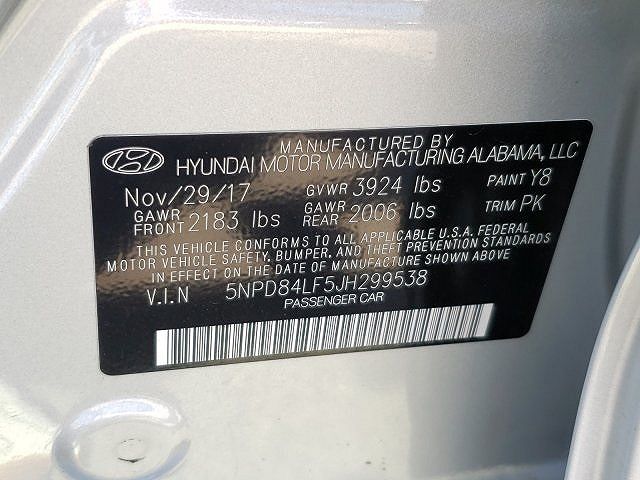 MANUFACTURED BY
HYUNDAI MOTOR MANUFACTURING ALABAMA, LLC
Nov/29/17 GVWR 3924 lbs PAINT Y8
GAWR FRONT 2183 lbs GAWR REAR 2006 lbs TRIM PK
THIS VEHICLE CONFORMS TO ALL APPLICABLE U.S.A. FEDERAL
MOTOR VEHICLE SAFETY, BUMPER, AND THEFT PREVENTION STANDARDS
IN EFFECT ON THE DATE OF MANUFACTURE SHOWN ABOVE.
V.I.N 5NPD84LF5JH299538
PASSENGER CAR